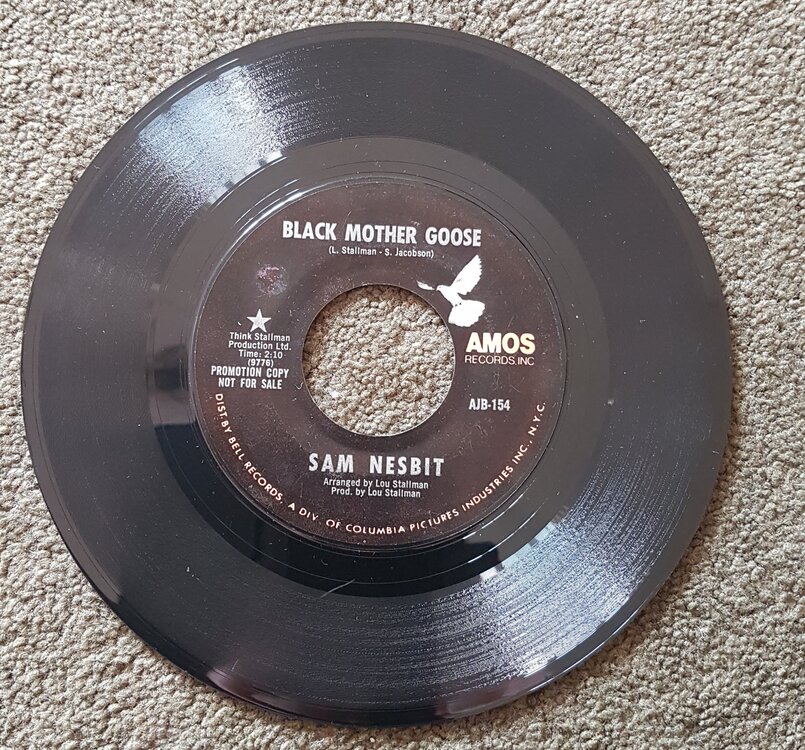 BLACK MOTHER GOOSE
(L. Stallman - S. Jacobson)
Think Stallman
Production Ltd.
Time: 2:10
(9776)
PROMOTION COPY
NOT FOR SALE
AMOS
RECORDS, INC
AJB-154
SAM NESBIT
Arranged by Lou Stallman
Prod. by Lou Stallman
DIST. BY BELL RECORDS, A DIV. OF COLUMBIA PICTURES INDUSTRIES INC., N.Y.C.